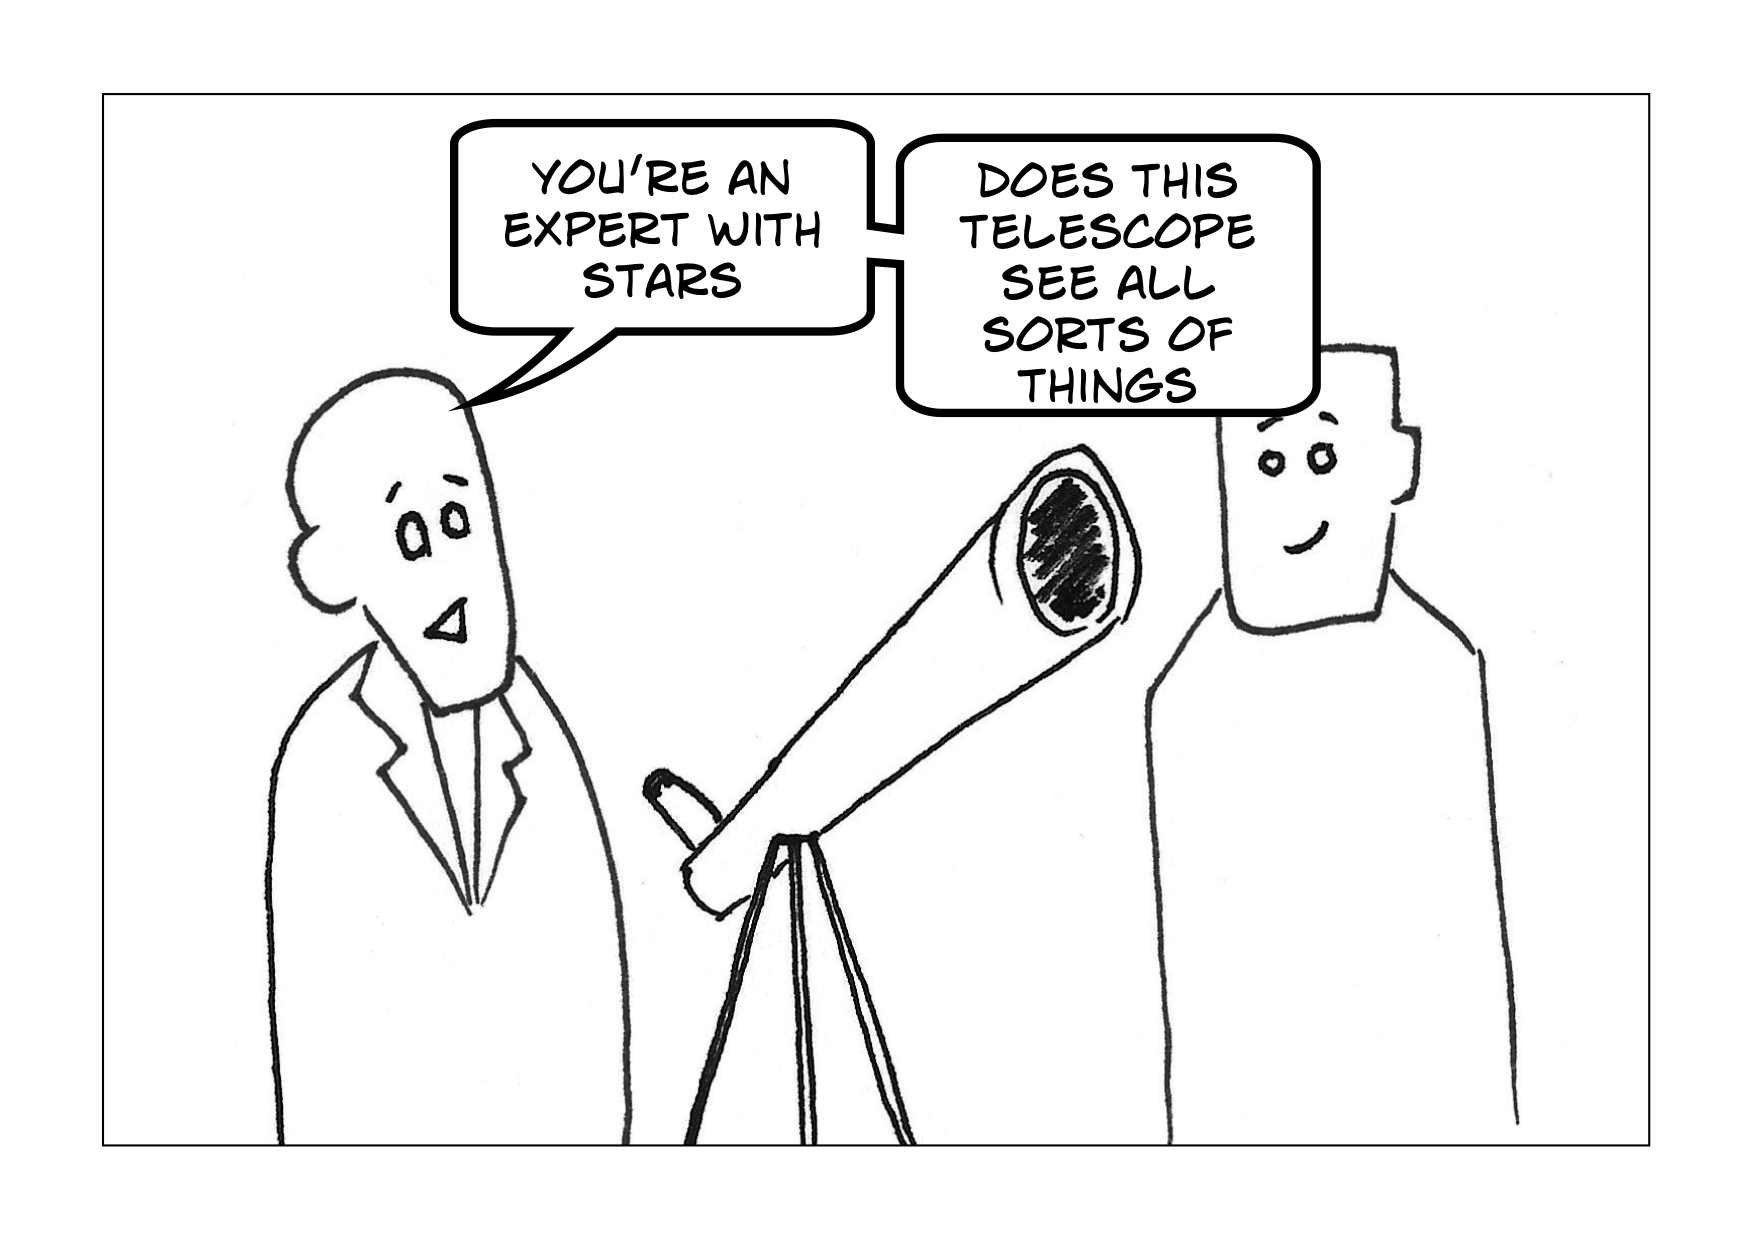 YOU'RE AN
EXPERT WITH
STARS
DOES THIS
TELESCOPE
SEE ALL
SORTS OF
THINGS